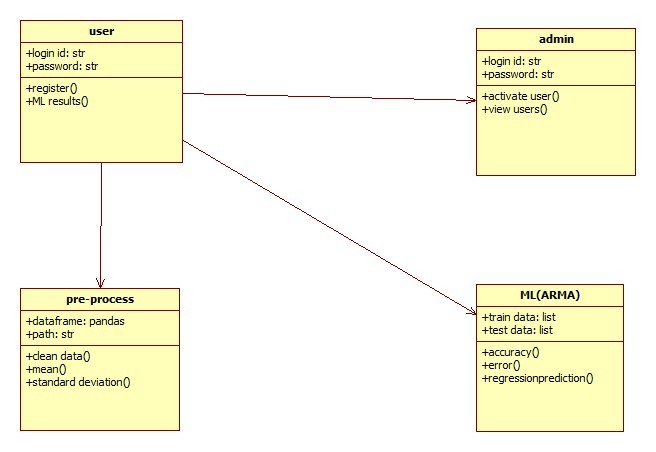 user
+login id: str
+password: str
+register()
+ML results()
admin
+login id: str
+password: str
+activate user()
+view users()
pre-process
+dataframe: pandas
+path: str
+clean data()
+mean()
+standard deviation()
ML(ARMA)
+train data: list
+test data: list
+accuracy()
+error()
+regressionprediction()